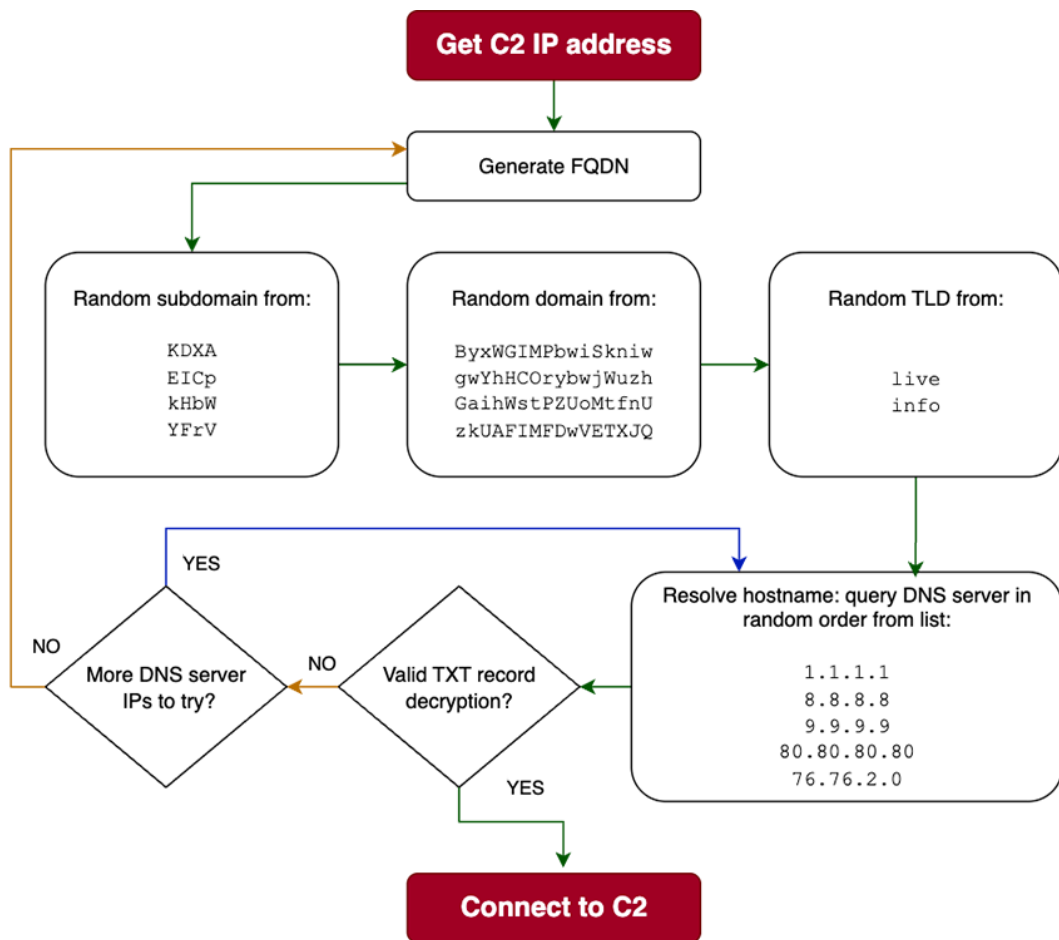 Get C2 IP address
Generate FQDN
Random subdomain from:
KDXA
EICp
kHbW
YFrV
Random domain from:
ByxWGIMPbwiSkniw
gwYhHCOrybwjWuzh
GaihWstPZUoMtfnU
zkUAFIMFDwVETXJQ
Random TLD from:
live
info
YES
NO
More DNS server
IPs to try?
NO
Valid TXT record
decryption?
YES
Resolve hostname: query DNS server in
random order from list:
1.1.1.1
8.8.8.8
9.9.9.9
80.80.80.80
76.76.2.0
Connect to C2